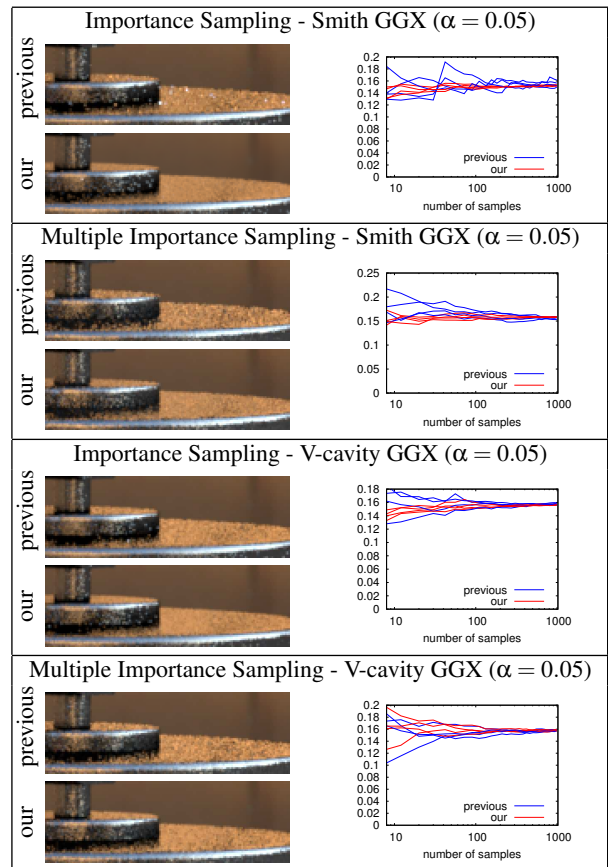 Importance Sampling - Smith GGX (α = 0.05)
previous
our
0.2
0.18
0.16
0.14
0.12
0.1
0.08
0.06
0.04
0.02
0
previous
our
10 100 1000
number of samples
Multiple Importance Sampling - Smith GGX (α = 0.05)
previous
our
0.25
0.2
0.15
0.1
0.05
0
previous
our
10 100 1000
number of samples
Importance Sampling - V-cavity GGX (α = 0.05)
previous
our
0.18
0.16
0.14
0.12
0.1
0.08
0.06
0.04
0.02
0
previous
our
10 100 1000
number of samples
Multiple Importance Sampling - V-cavity GGX (α = 0.05)
previous
our
0.2
0.18
0.16
0.14
0.12
0.1
0.08
0.06
0.04
0.02
0
previous
our
10 100 1000
number of samples